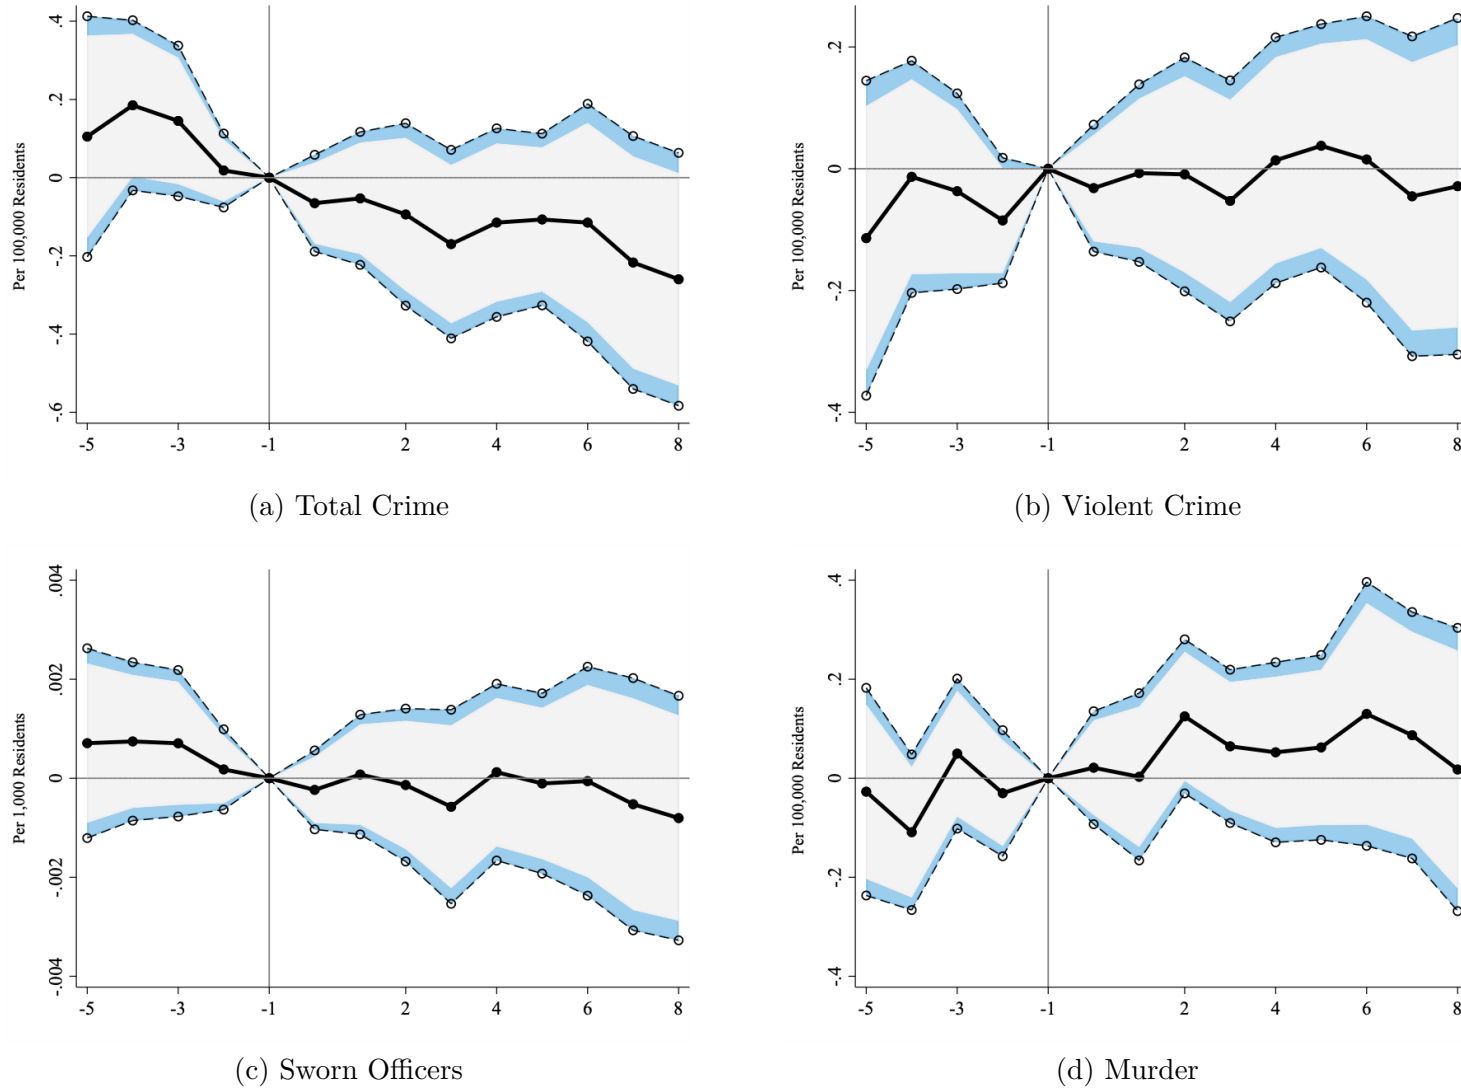 .4
.2
0
-.2
-.4
-.6
Per 100,000 Residents
-5 -3 -1 2 4 6 8
(a) Total Crime
.2
0
-.2
-.4
Per 100,000 Residents
-5 -3 -1 2 4 6 8
(b) Violent Crime
.004
.002
0
-.002
-.004
Per 1,000 Residents
-5 -3 -1 2 4 6 8
(c) Sworn Officers
.4
.2
0
-.2
-.4
Per 100,000 Residents
-5 -3 -1 2 4 6 8
(d) Murder